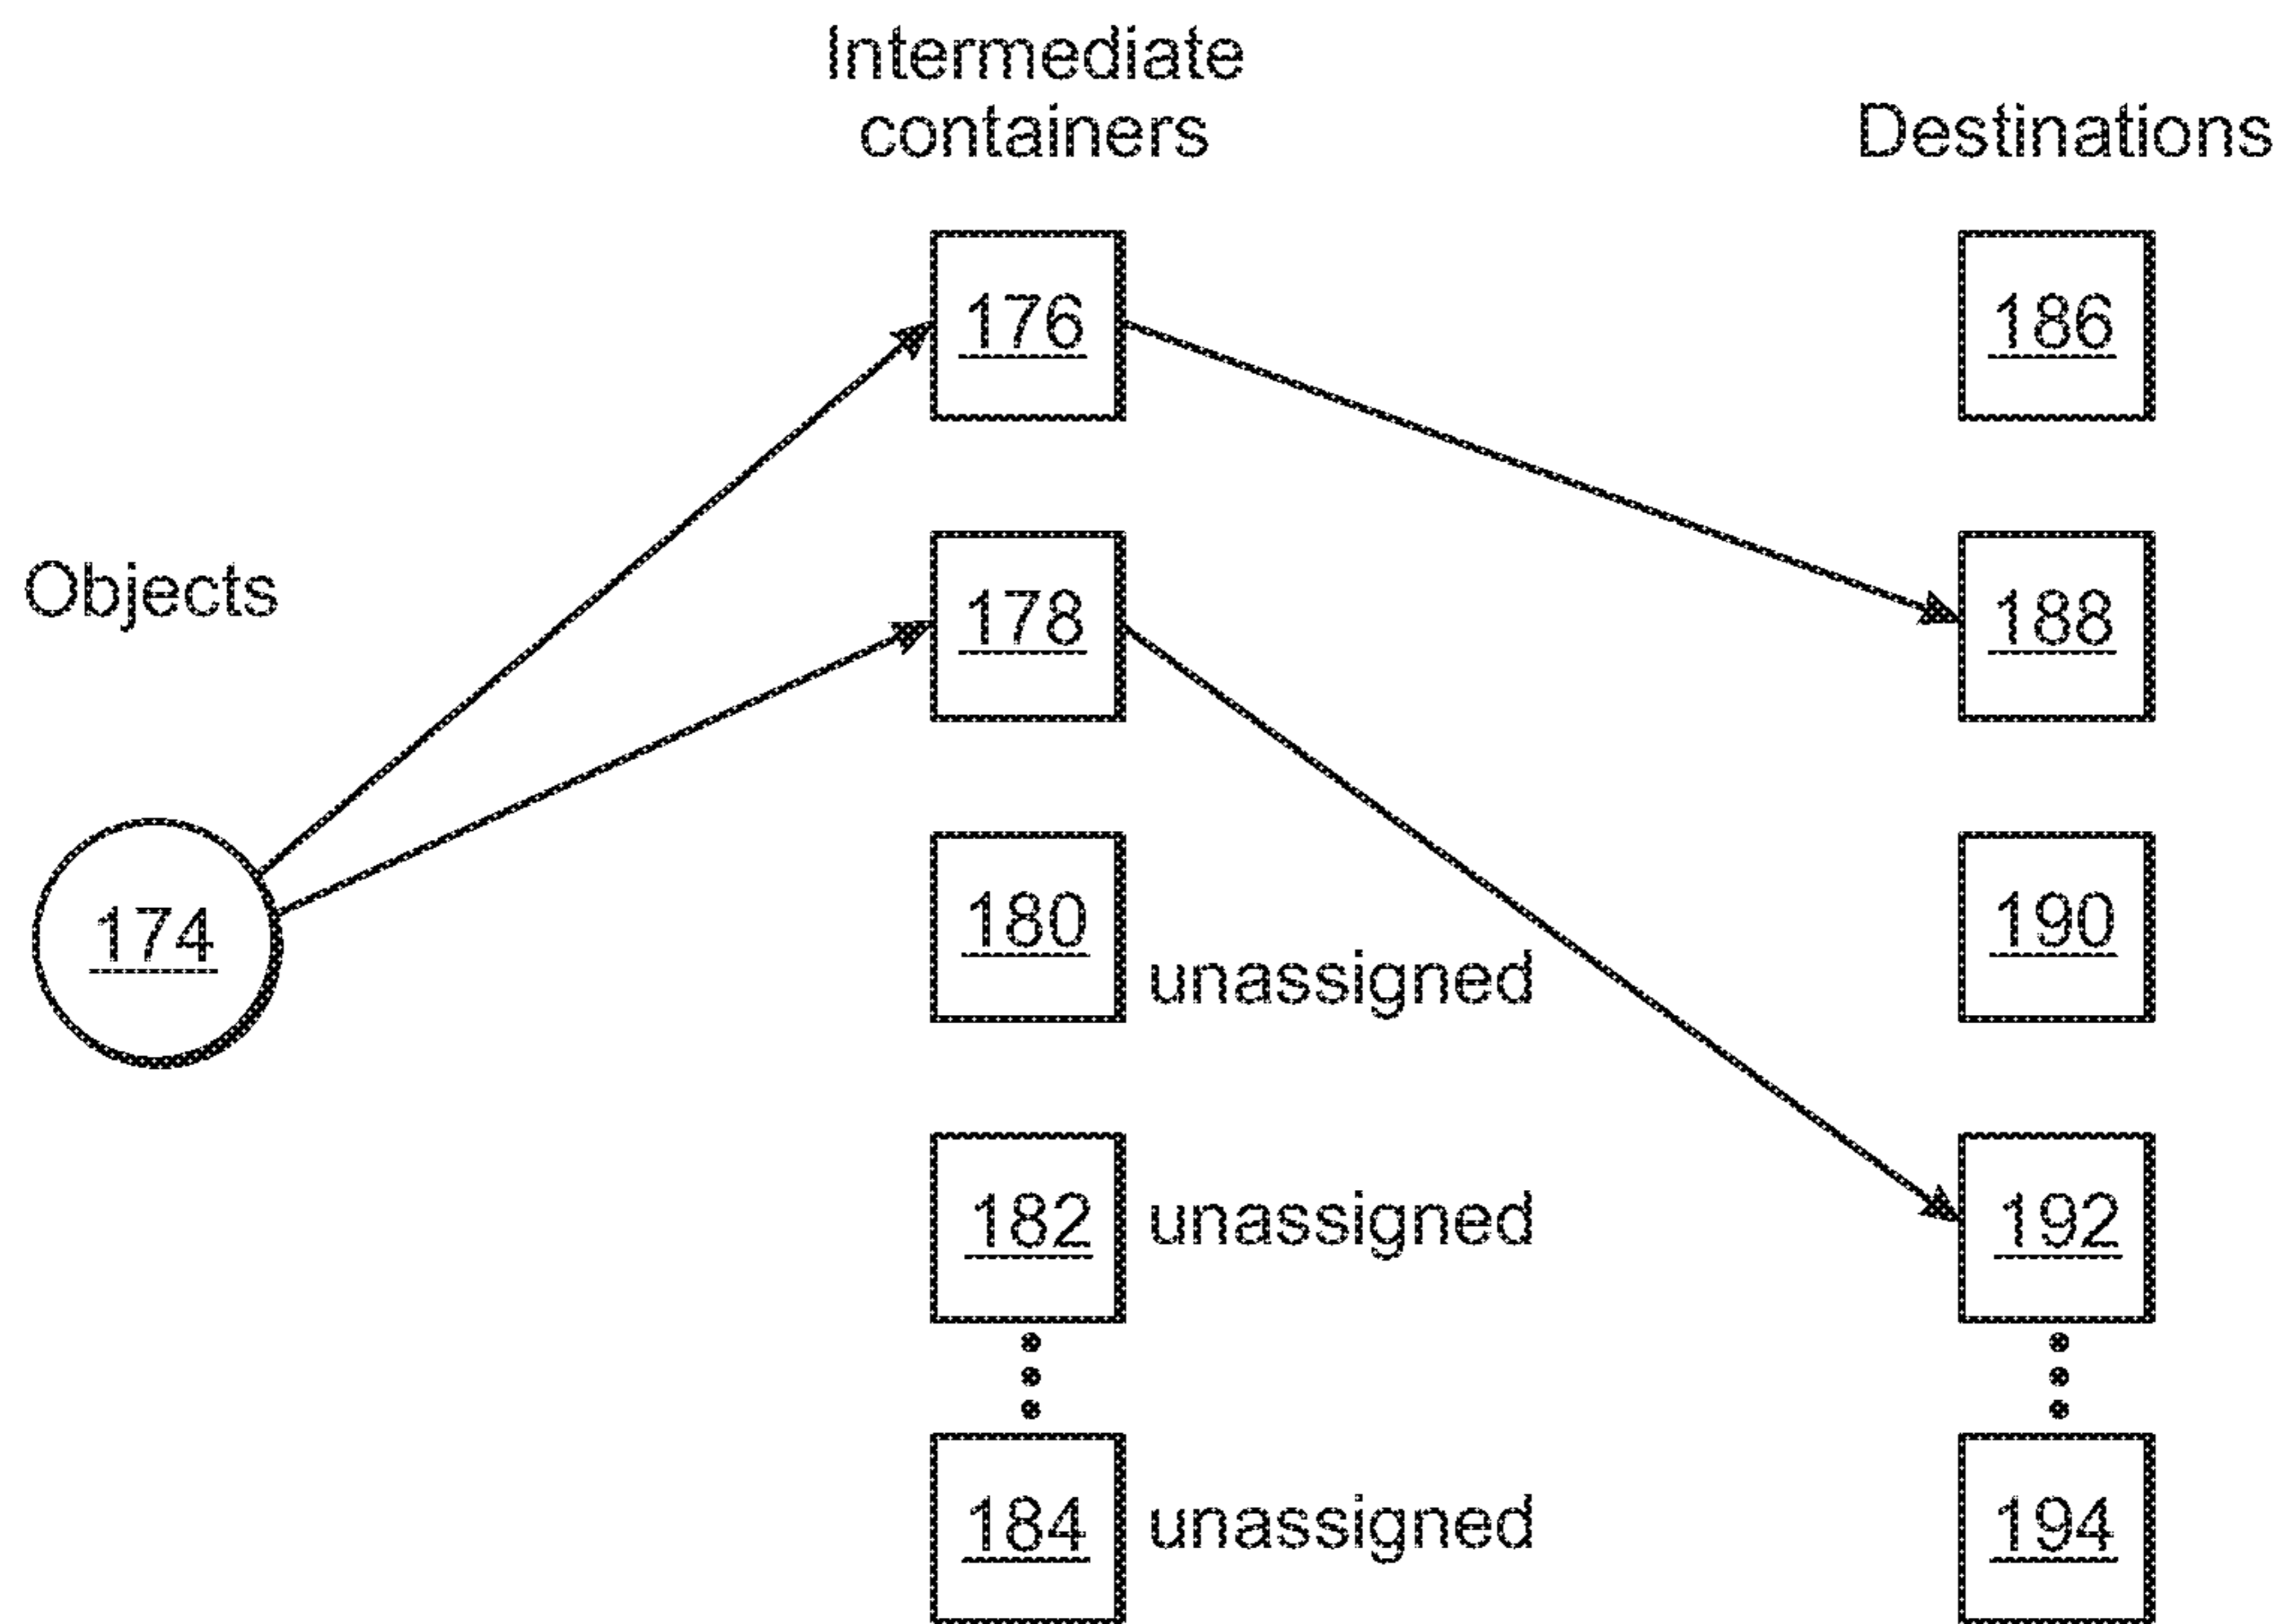 Intermediate
containers
Destinations
176
186
Objects
178
188
174
180
unassigned
190
182
unassigned
192
184
unassigned
194